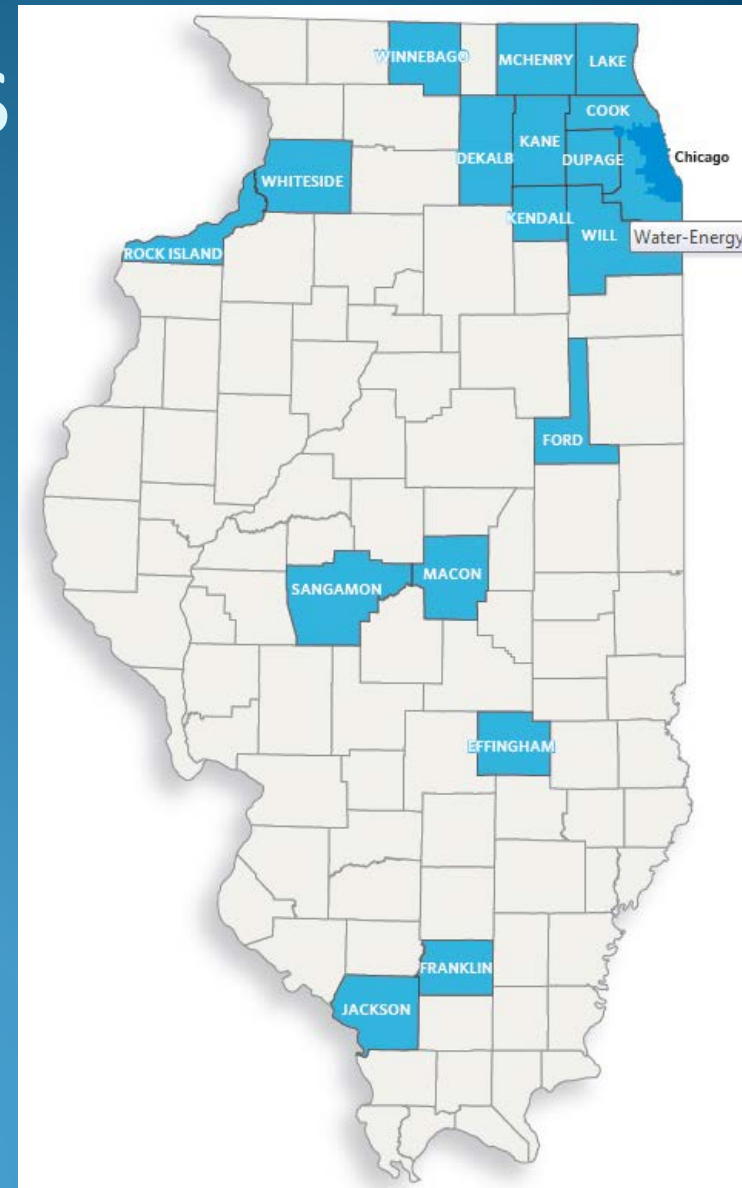 s
WINNEBAGO
MCHENRY
LAKE
COOK
KANE
DEKALB
DUPAGE
Chicago
WHITESIDE
KENDALL
WILL
Water-Energy
ROCK ISLAND
FORD
MACON
SANGAMON
EFFINGHAM
FRANKLIN
JACKSON